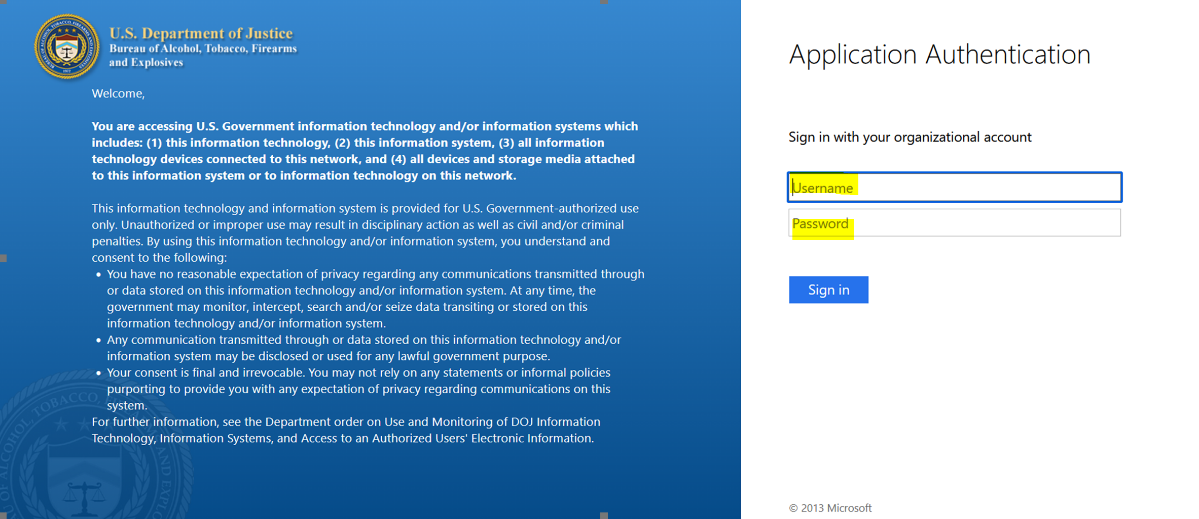 U.S. Department of Justice
Bureau of Alcohol, Tobacco, Firearms
and Explosives
Welcome,
You are accessing U.S. Government information technology and/or information systems which
includes: (1) this information technology, (2) this information system, (3) all information
technology devices connected to this network, and (4) all devices and storage media attached
to this information system or to information technology on this network.
This information technology and information system is provided for U.S. Government-authorized use
only. Unauthorized or improper use may result in disciplinary action as well as civil and/or criminal
penalties. By using this information technology and/or information system, you understand and
consent to the following:
• You have no reasonable expectation of privacy regarding any communications transmitted through
or data stored on this information technology and/or information system. At any time, the
government may monitor, intercept, search and/or seize data transiting or stored on this
information technology and/or information system.
• Any communication transmitted through or data stored on this information technology and/or
information system may be disclosed or used for any lawful government purpose.
• Your consent is final and irrevocable. You may not rely on any statements or informal policies
purporting to provide you with any expectation of privacy regarding communications on this
system.
For further information, see the Department order on Use and Monitoring of DOJ Information
Technology, Information Systems, and Access to an Authorized Users' Electronic Information.
Application Authentication
Sign in with your organizational account
Username
Password
Sign in
© 2013 Microsoft